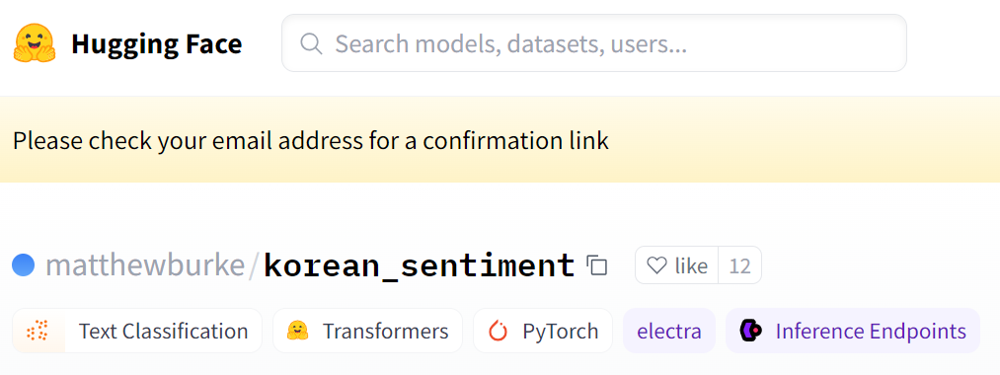 Hugging Face
Search models, datasets, users...
Please check your email address for a confirmation link
matthewburke/korean_sentiment like 12
Text Classification Transformers PyTorch electra Inference Endpoints